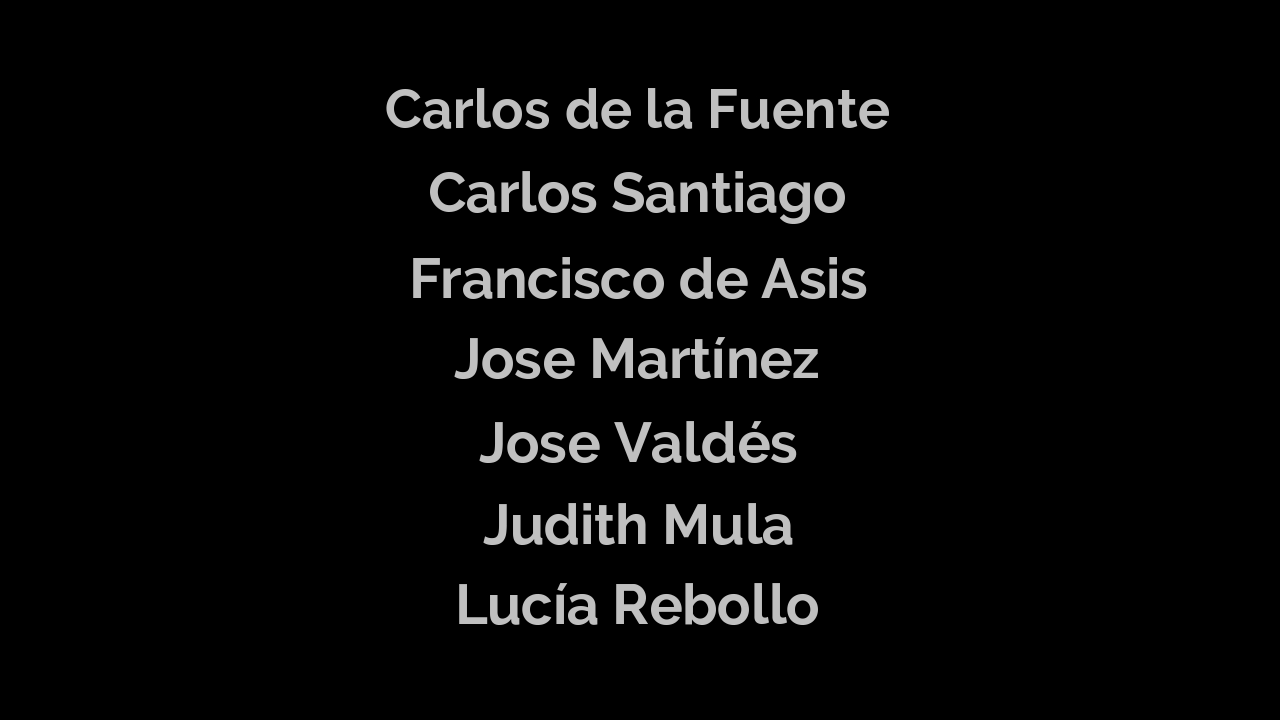 Carlos de la Fuente
Carlos Santiago
Francisco de Asis
Jose Martínez
Jose Valdés
Judith Mula
Lucía Rebollo